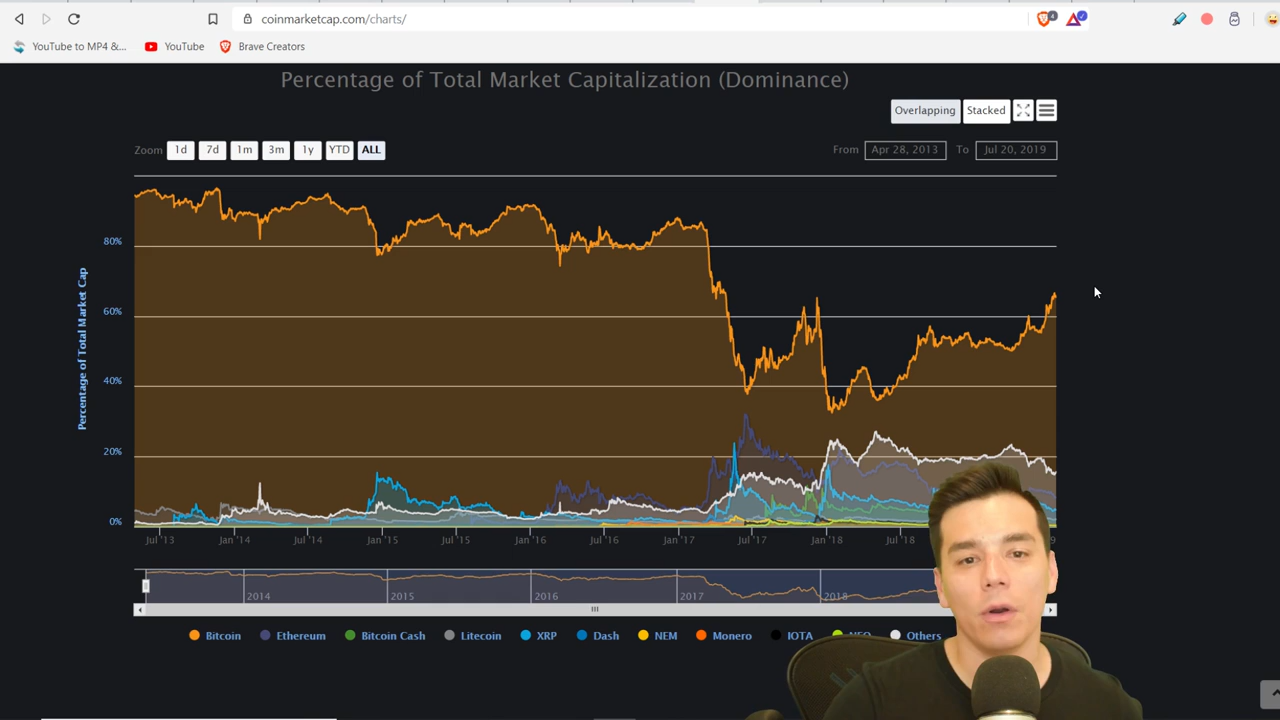 coinmarketcap.com/charts/
4
YouTube to MP4 &...
YouTube
Brave Creators
Percentage of Total Market Capitalization (Dominance)
Overlapping
Stacked
Zoom
1d
7d
1m
3m
1y
YTD
ALL
From
Apr 28, 2013
To
Jul 20, 2019
Percentage of Total Market Cap
80%
60%
40%
20%
0%
Jul '13
Jan '14
Jul '14
Jan '15
Jul '15
Jan '16
Jul '16
Jan '17
Jul '17
Jan '18
Jul '18
2014
2015
2016
2017
2018
Bitcoin
Ethereum
Bitcoin Cash
Litecoin
XRP
Dash
NEM
Monero
IOTA
Others